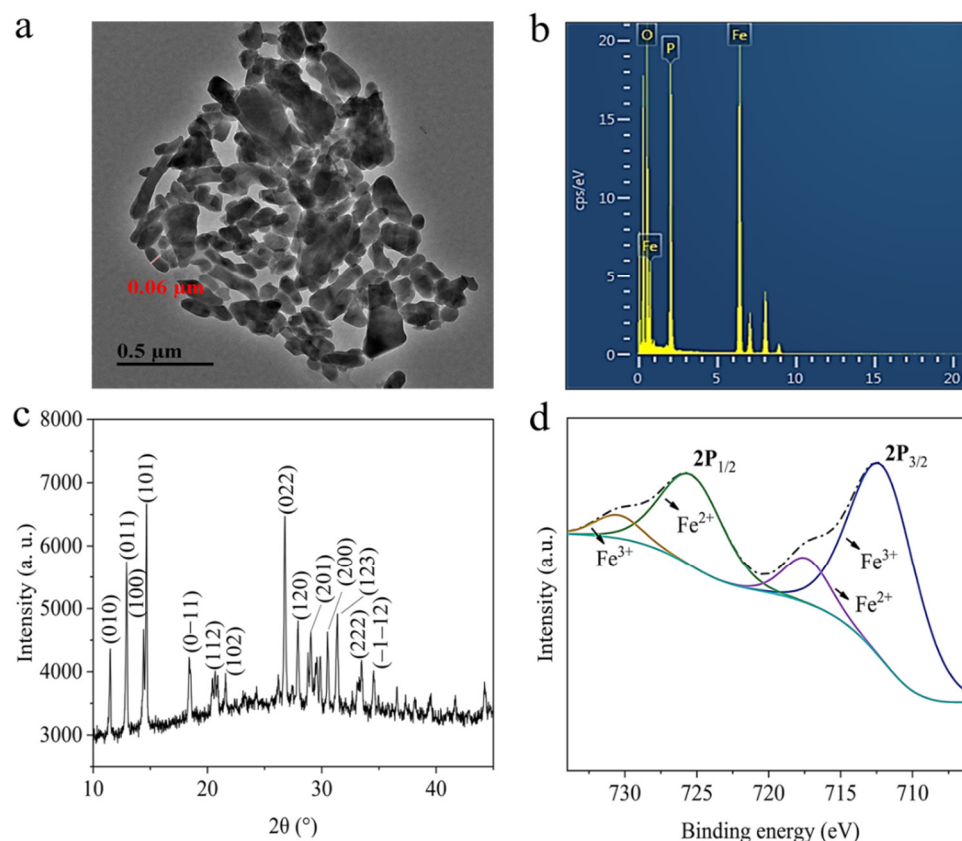 a
0.06 μm
0.5 μm
b
21
20
15
10
5
0
cps/eV
O
P
Fe
Fe
0
5
10
15
20
c
8000
7000
6000
5000
4000
3000
Intensity (a. u.)
(010)
(011)
(100)
(101)
(0−11)
(112)
(102)
(022)
(120)
(201)
(200)
(123)
(222)
(−1−12)
10
20
30
40
2θ (°)
d
2P1/2
2P3/2
Fe3+
Fe2+
Fe3+
Fe2+
Intensity (a.u.)
730
725
720
715
710
Binding energy (eV)